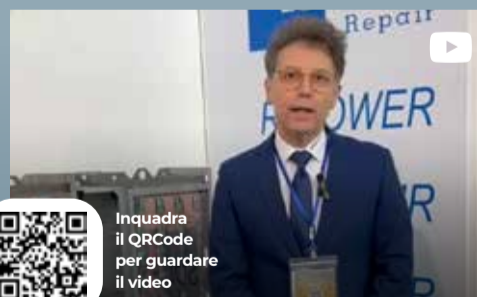 Repair
POWER
Inquadra
il QRCode
per guardare
il video